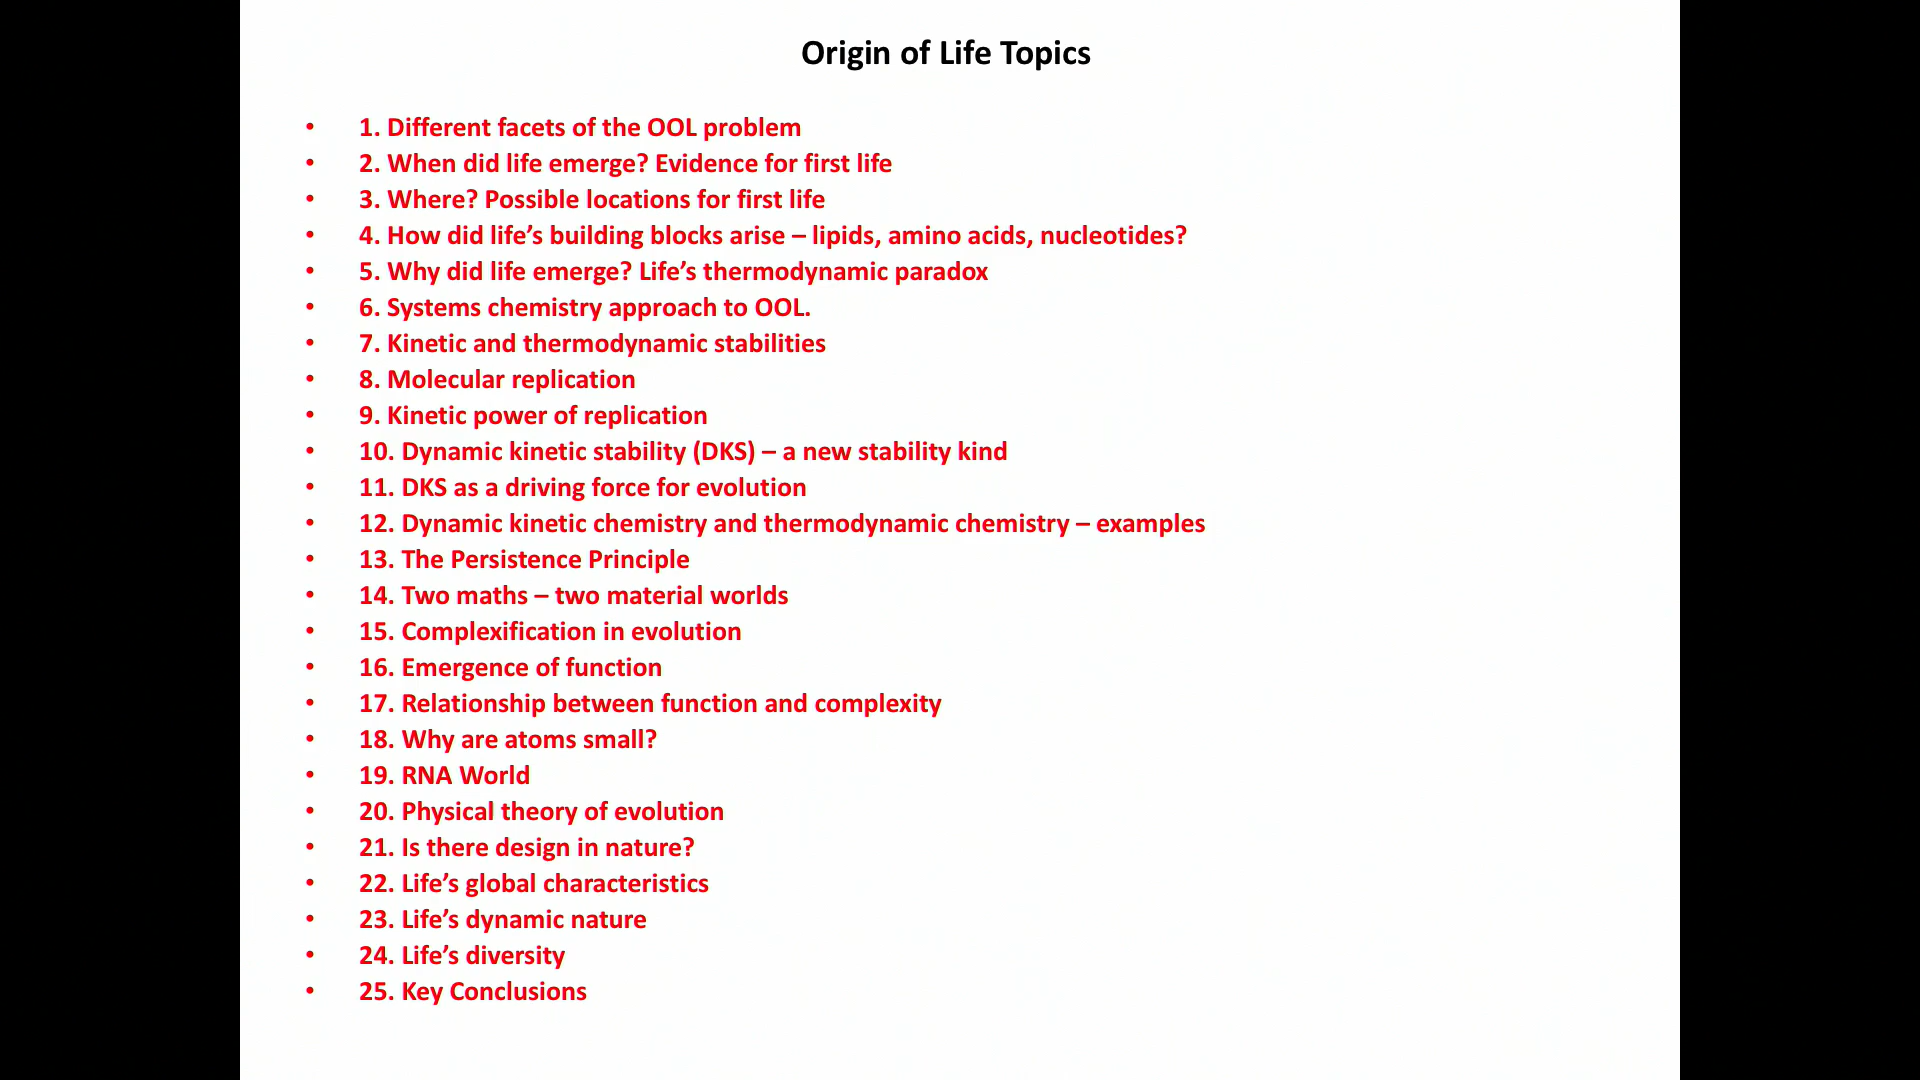 Origin of Life Topics
• 1. Different facets of the OOL problem
• 2. When did life emerge? Evidence for first life
• 3. Where? Possible locations for first life
• 4. How did life’s building blocks arise – lipids, amino acids, nucleotides?
• 5. Why did life emerge? Life’s thermodynamic paradox
• 6. Systems chemistry approach to OOL.
• 7. Kinetic and thermodynamic stabilities
• 8. Molecular replication
• 9. Kinetic power of replication
• 10. Dynamic kinetic stability (DKS) – a new stability kind
• 11. DKS as a driving force for evolution
• 12. Dynamic kinetic chemistry and thermodynamic chemistry – examples
• 13. The Persistence Principle
• 14. Two maths – two material worlds
• 15. Complexification in evolution
• 16. Emergence of function
• 17. Relationship between function and complexity
• 18. Why are atoms small?
• 19. RNA World
• 20. Physical theory of evolution
• 21. Is there design in nature?
• 22. Life’s global characteristics
• 23. Life’s dynamic nature
• 24. Life’s diversity
• 25. Key Conclusions